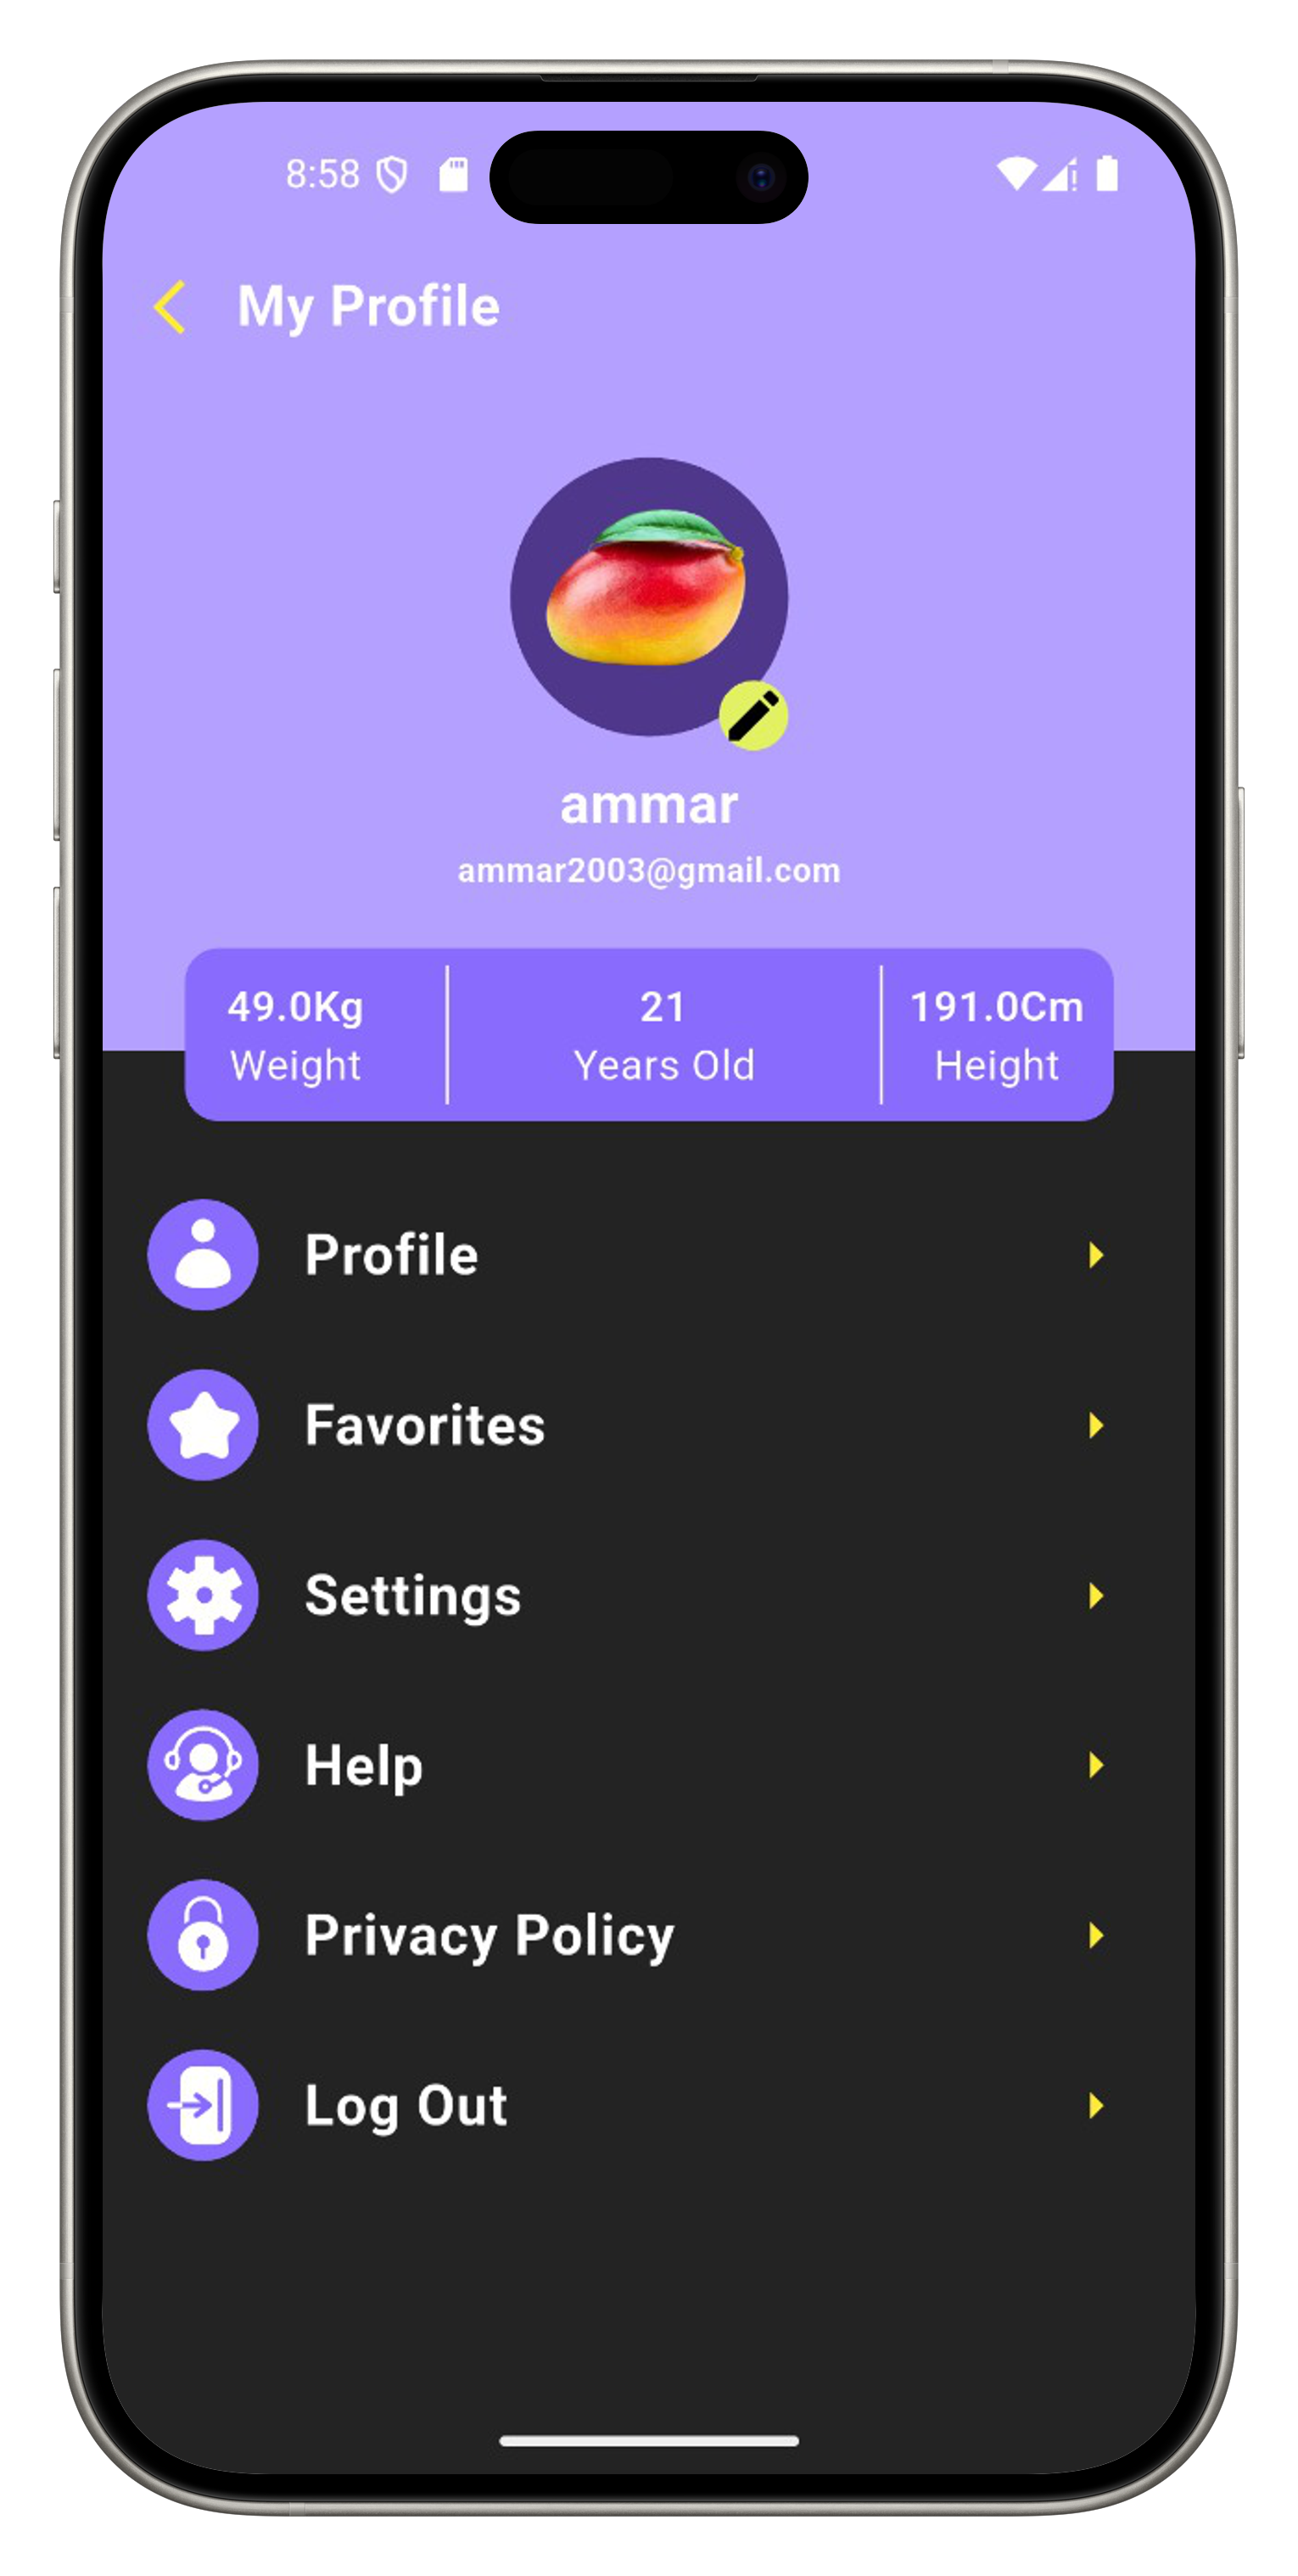 8:58
My Profile
ammar
ammar2003@gmail.com
49.0Kg 21 191.0Cm
Weight Years Old Height
Profile
Favorites
Settings
Help
Privacy Policy
Log Out